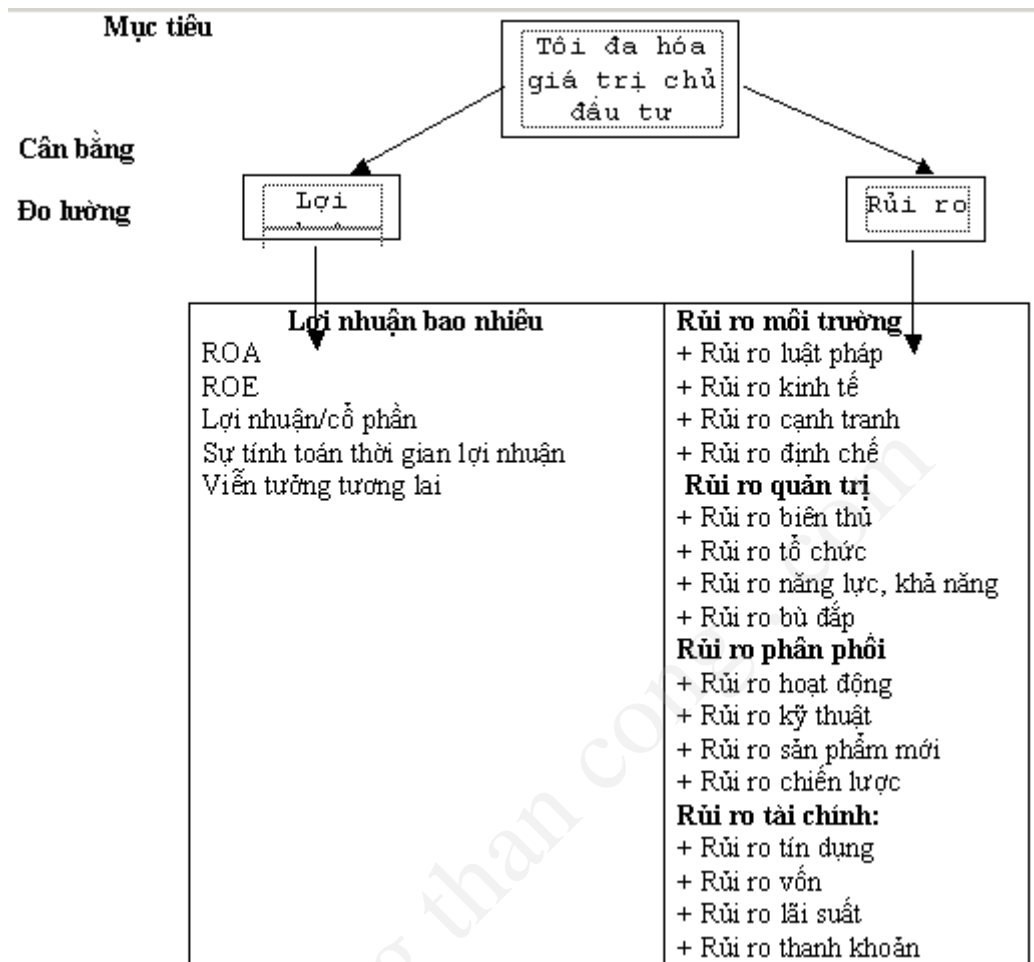 Mục tiêu
Tôi đa hóa
giá trị chủ
đầu tư
Cân bằng
Đo lường
Lợi
Rủi ro
Lợi nhuận bao nhiêu
ROA
ROE
Lợi nhuận/cổ phần
Sự tính toán thời gian lợi nhuận
Viễn tưởng tương lai
Rủi ro môi trường
+ Rủi ro luật pháp
+ Rủi ro kinh tế
+ Rủi ro cạnh tranh
+ Rủi ro định chế
Rủi ro quản trị
+ Rủi ro biên thủ
+ Rủi ro tổ chức
+ Rủi ro năng lực, khả năng
+ Rủi ro bù đắp
Rủi ro phân phối
+ Rủi ro hoạt động
+ Rủi ro kỹ thuật
+ Rủi ro sản phẩm mới
+ Rủi ro chiến lược
Rủi ro tài chính:
+ Rủi ro tín dụng
+ Rủi ro vốn
+ Rủi ro lãi suất
+ Rủi ro thanh khoản
than cong . com